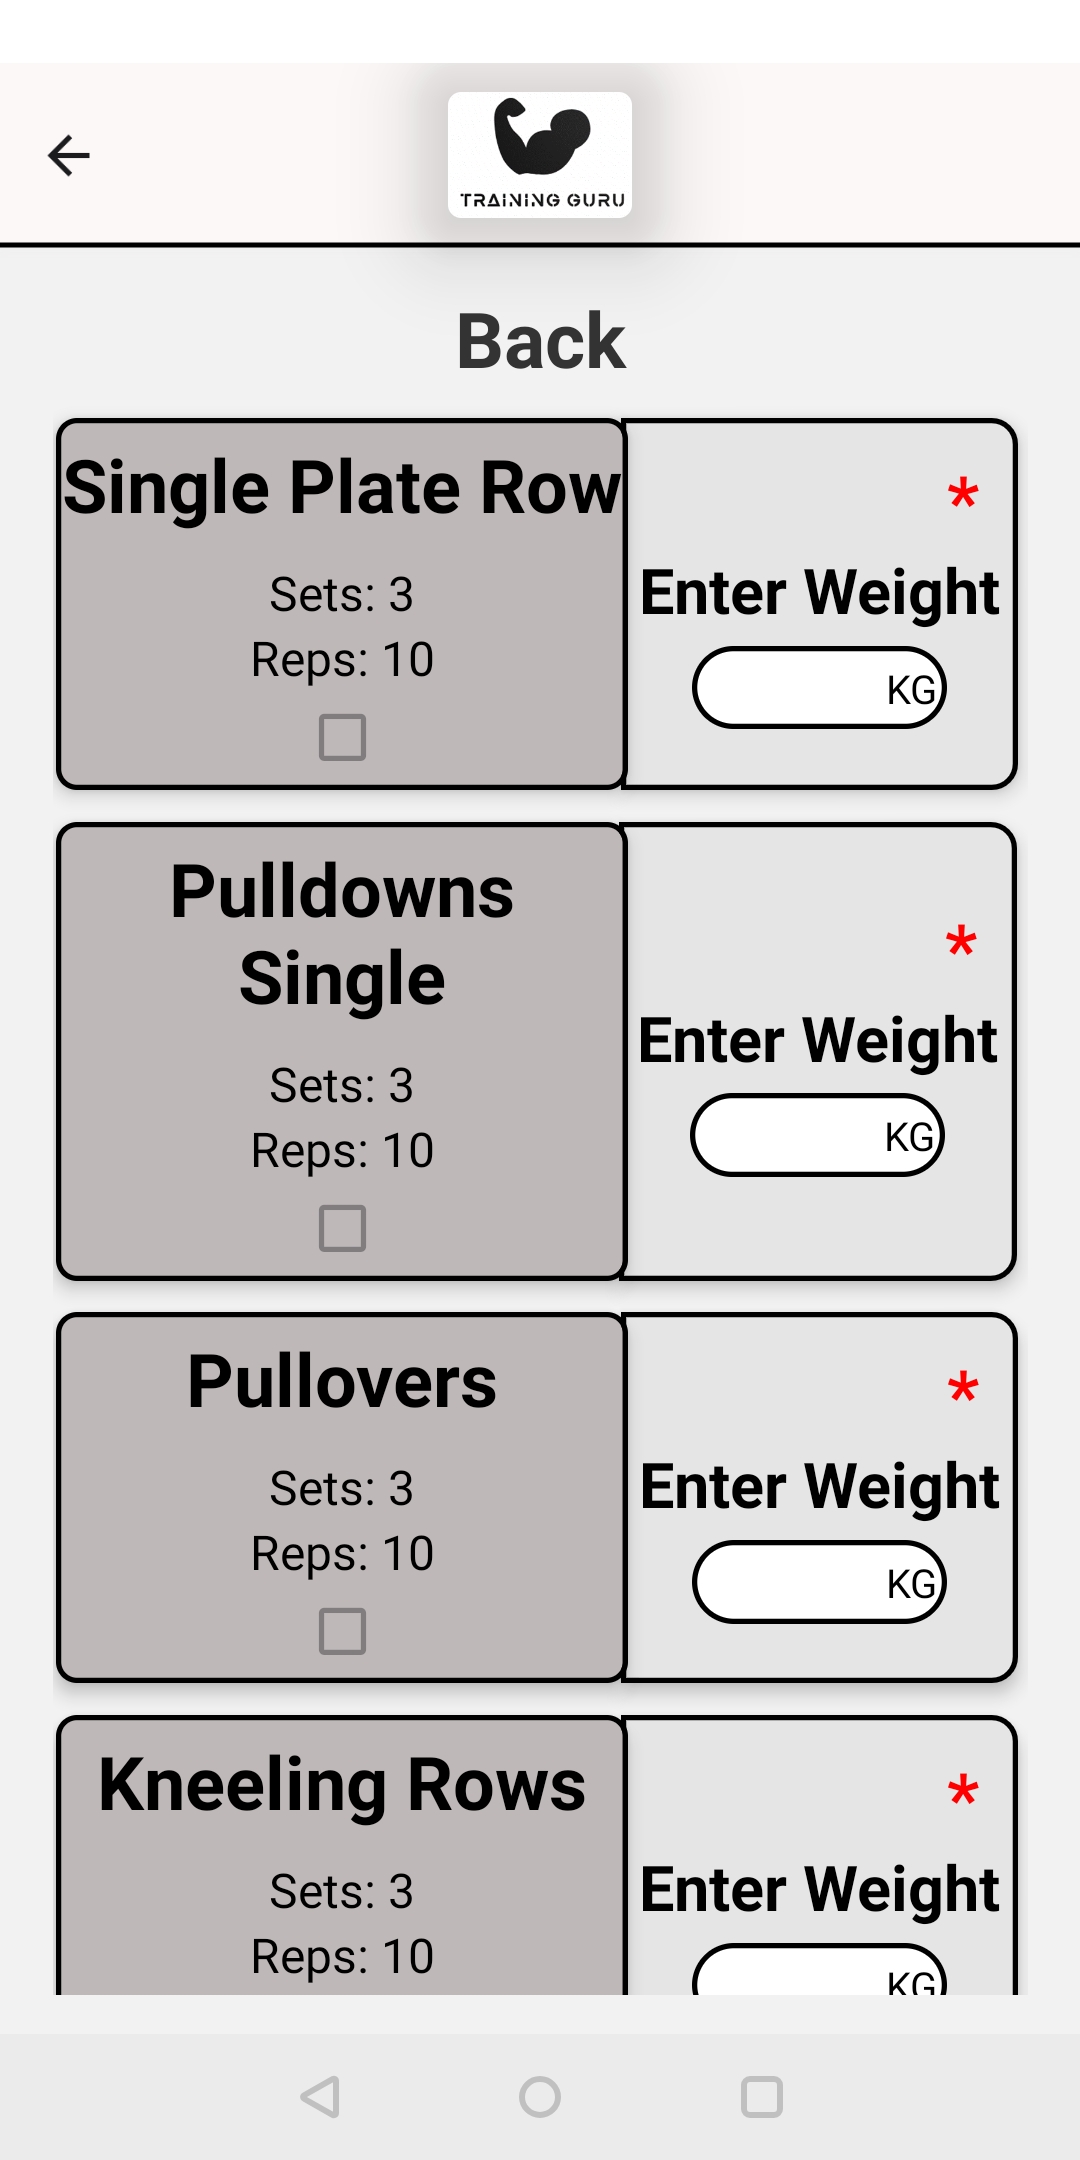 TRAINING GURU
Back
Single Plate Row
Sets: 3
Reps: 10
*
Enter Weight
KG
Pulldowns
Single
Sets: 3
Reps: 10
*
Enter Weight
KG
Pullovers
Sets: 3
Reps: 10
*
Enter Weight
KG
Kneeling Rows
Sets: 3
Reps: 10
*
Enter Weight
KG